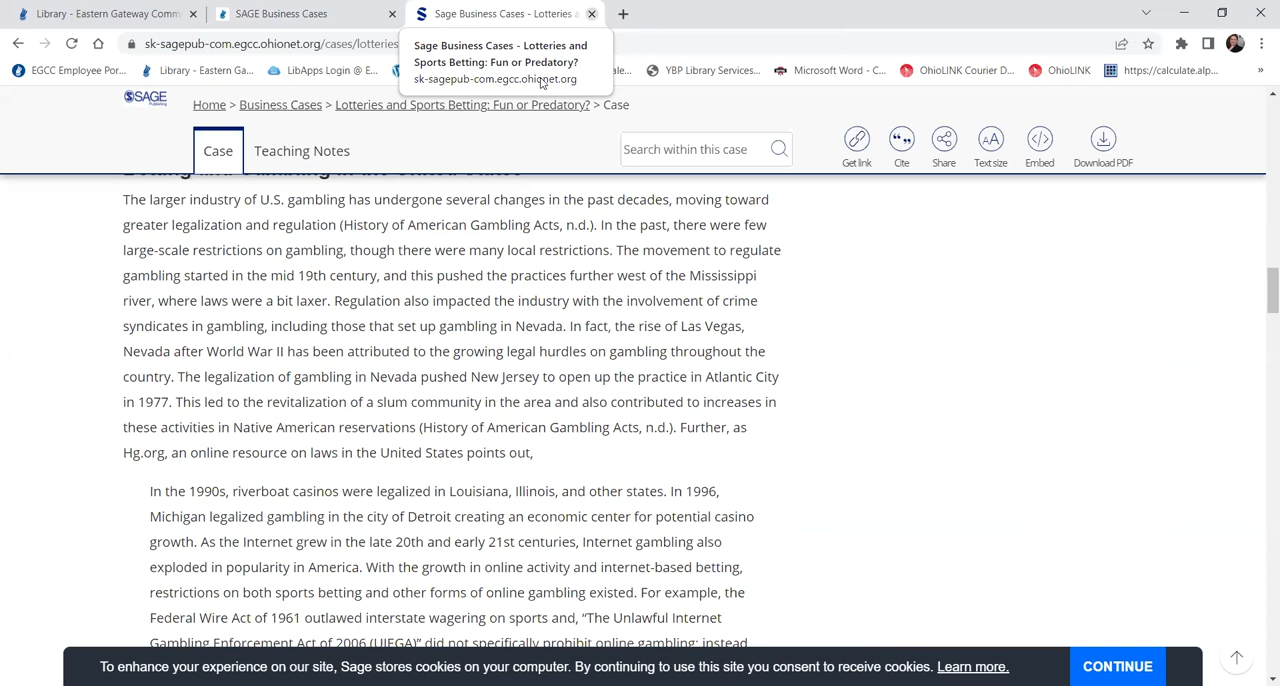 Library - Eastern Gateway Comm
SAGE Business Cases
Sage Business Cases - Lotteries a
sk-sagepub-com.egcc.ohionet.org/cases/lotteries
Sage Business Cases - Lotteries and
Sports Betting: Fun or Predatory?
sk-sagepub-com.egcc.ohionet.org
EGCC Employee Por...
Library - Eastern Ga...
LibApps Login @ E...
ale...
YBP Library Services...
Microsoft Word - C...
OhioLINK Courier D...
OhioLINK
https://calculate.alp...
»
SAGE
Publishing
Home > Business Cases > Lotteries and Sports Betting: Fun or Predatory? > Case
Case
Teaching Notes
Search within this case
Get link
Cite
Share
Text size
Embed
Download PDF
The larger industry of U.S. gambling has undergone several changes in the past decades, moving toward
greater legalization and regulation (History of American Gambling Acts, n.d.). In the past, there were few
large-scale restrictions on gambling, though there were many local restrictions. The movement to regulate
gambling started in the mid 19th century, and this pushed the practices further west of the Mississippi
river, where laws were a bit laxer. Regulation also impacted the industry with the involvement of crime
syndicates in gambling, including those that set up gambling in Nevada. In fact, the rise of Las Vegas,
Nevada after World War II has been attributed to the growing legal hurdles on gambling throughout the
country. The legalization of gambling in Nevada pushed New Jersey to open up the practice in Atlantic City
in 1977. This led to the revitalization of a slum community in the area and also contributed to increases in
these activities in Native American reservations (History of American Gambling Acts, n.d.). Further, as
Hg.org, an online resource on laws in the United States points out,
In the 1990s, riverboat casinos were legalized in Louisiana, Illinois, and other states. In 1996,
Michigan legalized gambling in the city of Detroit creating an economic center for potential casino
growth. As the Internet grew in the late 20th and early 21st centuries, Internet gambling also
exploded in popularity in America. With the growth in online activity and internet-based betting,
restrictions on both sports betting and other forms of online gambling existed. For example, the
Federal Wire Act of 1961 outlawed interstate wagering on sports and, “The Unlawful Internet
Gambling Enforcement Act of 2006 (UIEGA)” did not specifically prohibit online gambling; instead
To enhance your experience on our site, Sage stores cookies on your computer. By continuing to use this site you consent to receive cookies. Learn more.
CONTINUE